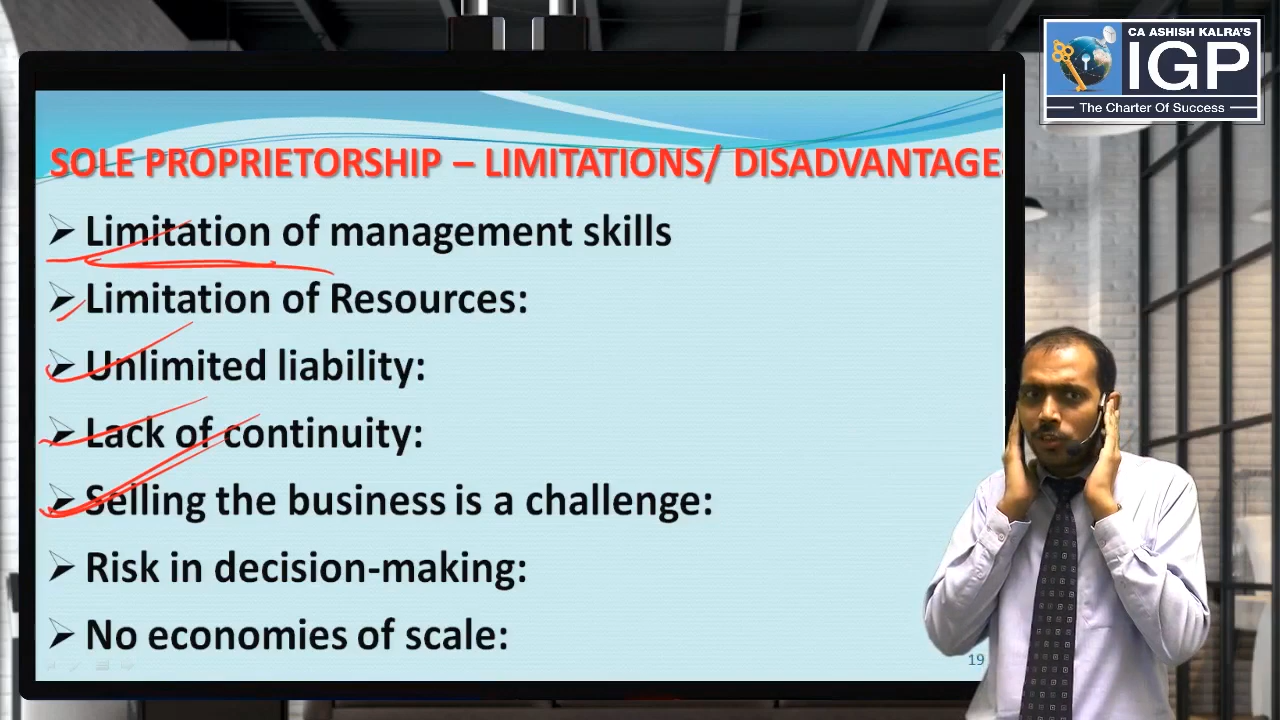 CA ASHISH KALRA'S
IGP
The Charter Of Success
SOLE PROPRIETORSHIP – LIMITATIONS/ DISADVANTAGE
➢ Limitation of management skills
➢ Limitation of Resources:
➢ Unlimited liability:
➢ Lack of continuity:
➢ Selling the business is a challenge:
➢ Risk in decision-making:
➢ No economies of scale:
19